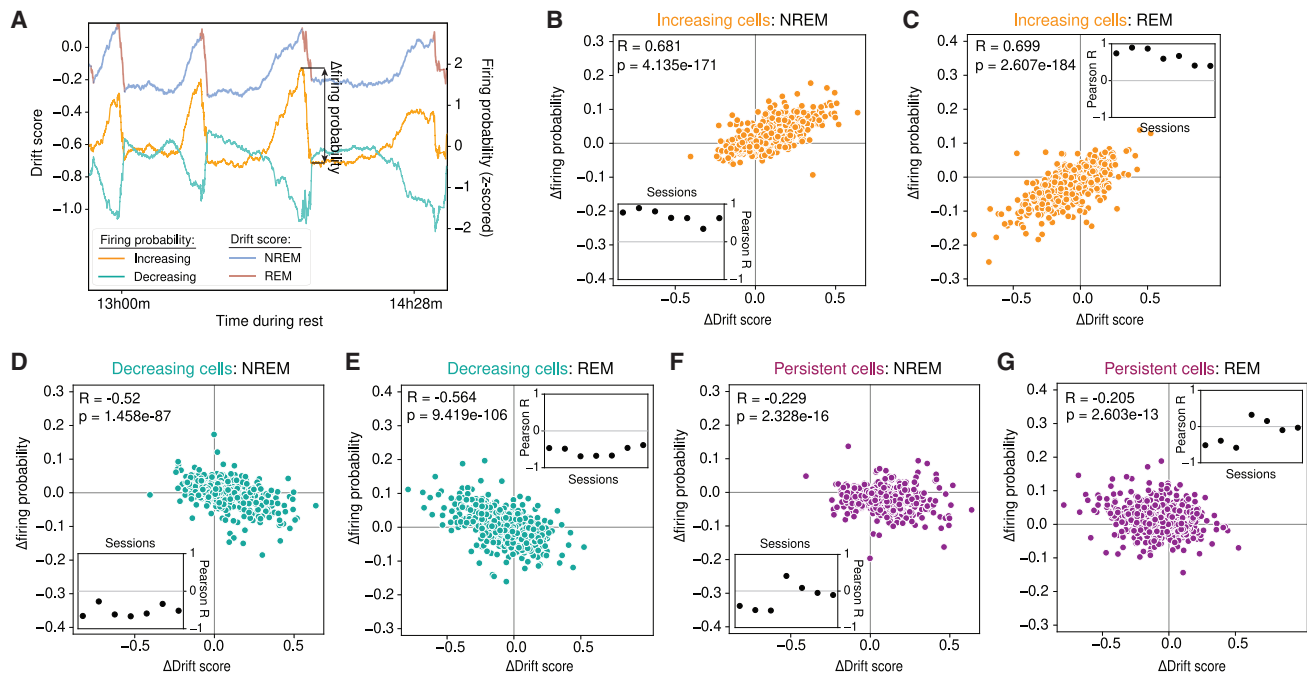 A
0.0
−0.2
−0.4
−0.6
−0.8
−1.0
Drift score
2
1
0
−1
−2
Firing probability
(z-scored)
Δfiring
probability
Firing probability:
Increasing
Decreasing
Drift score:
NREM
REM
13h00m
14h28m
Time during rest
B
Increasing cells: NREM
R = 0.681
p = 4.135e-171
0.3
0.2
0.1
0.0
−0.1
−0.2
−0.3
−0.4
Δfiring probability
Sessions
1
0
−1
Pearson R
−0.5
0.0
0.5
ΔDrift score
C
Increasing cells: REM
R = 0.699
p = 2.607e-184
0.4
0.3
0.2
0.1
0.0
−0.1
−0.2
−0.3
Δfiring probability
1
0
−1
Pearson R
Sessions
−0.5
0.0
0.5
ΔDrift score
D
Decreasing cells: NREM
R = -0.52
p = 1.458e-87
0.3
0.2
0.1
0.0
−0.1
−0.2
−0.3
−0.4
Δfiring probability
Sessions
1
0
−1
Pearson R
−0.5
0.0
0.5
ΔDrift score
E
Decreasing cells: REM
R = -0.564
p = 9.419e-106
0.4
0.3
0.2
0.1
0.0
−0.1
−0.2
−0.3
Δfiring probability
1
0
−1
Pearson R
Sessions
−0.5
0.0
0.5
ΔDrift score
F
Persistent cells: NREM
R = -0.229
p = 2.328e-16
0.3
0.2
0.1
0.0
−0.1
−0.2
−0.3
−0.4
Δfiring probability
Sessions
1
0
−1
Pearson R
−0.5
0.0
0.5
ΔDrift score
G
Persistent cells: REM
R = -0.205
p = 2.603e-13
0.4
0.3
0.2
0.1
0.0
−0.1
−0.2
−0.3
Δfiring probability
1
0
−1
Pearson R
Sessions
−0.5
0.0
0.5
ΔDrift score